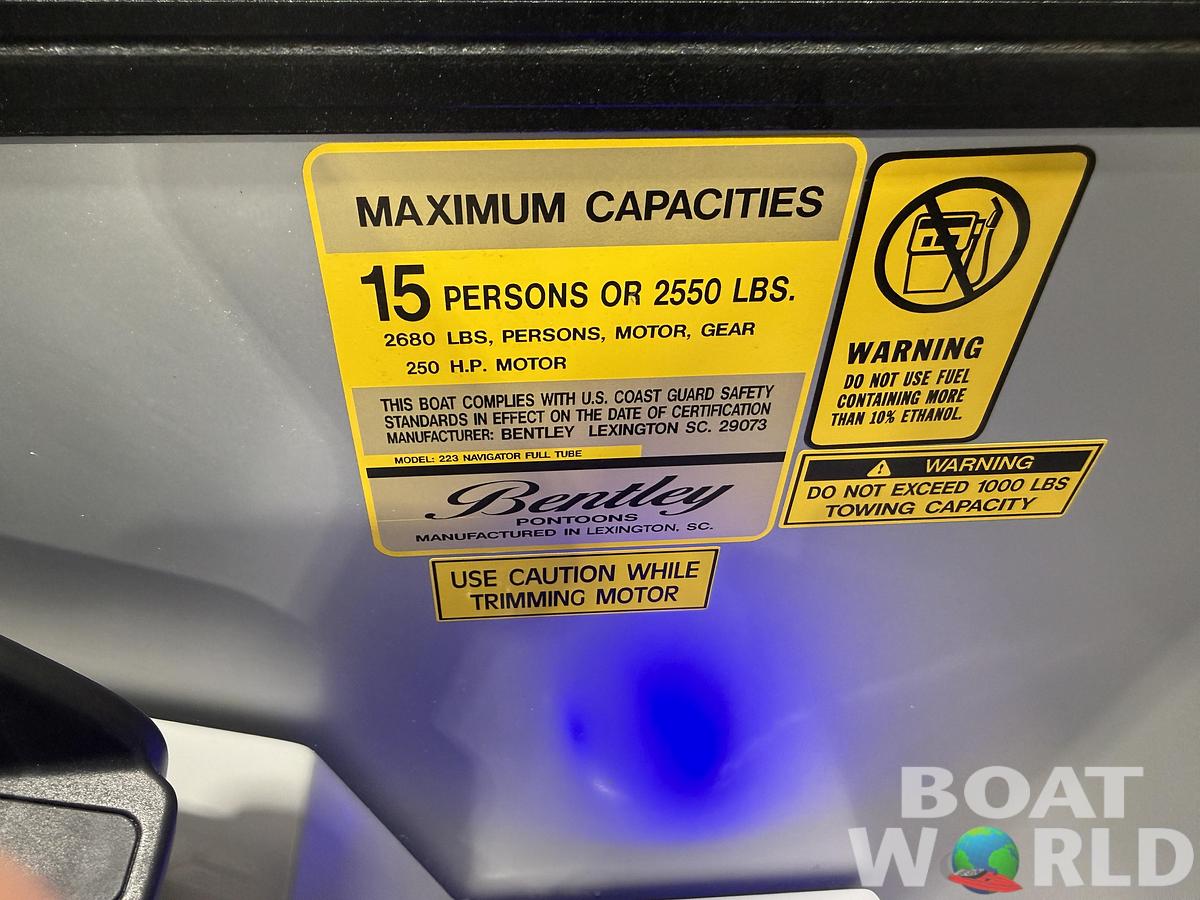 MAXIMUM CAPACITIES
15 PERSONS OR 2550 LBS.
2680 LBS, PERSONS, MOTOR, GEAR
250 H.P. MOTOR
THIS BOAT COMPLIES WITH U.S. COAST GUARD SAFETY
STANDARDS IN EFFECT ON THE DATE OF CERTIFICATION
MANUFACTURER: BENTLEY LEXINGTON SC. 29073
MODEL: 223 NAVIGATOR FULL TUBE
Bentley
PONTOONS
MANUFACTURED IN LEXINGTON, SC.
WARNING
DO NOT USE FUEL
CONTAINING MORE
THAN 10% ETHANOL.
WARNING
DO NOT EXCEED 1000 LBS
TOWING CAPACITY
USE CAUTION WHILE
TRIMMING MOTOR
BOAT
WORLD